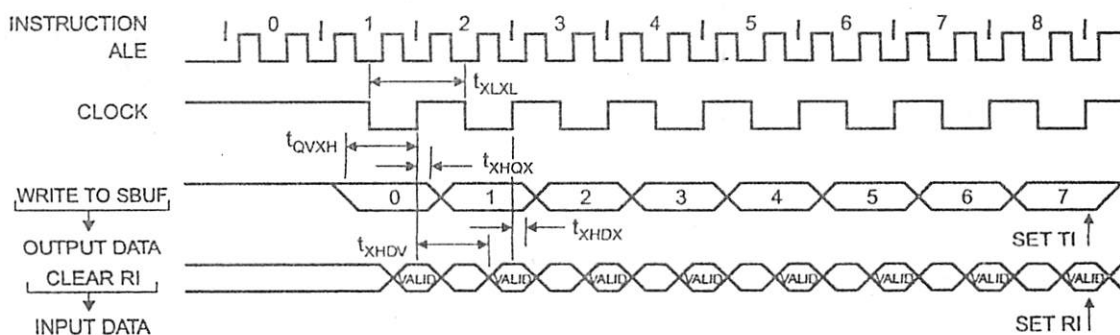 INSTRUCTION | 0 | 1 | 2 | 3 | 4 | 5 | 6 | 7 | 8 |
ALE
tXLXL
CLOCK
tQVXH
tXHQX
WRITE TO SBUF 0 1 2 3 4 5 6 7
tXHDV tXHDX
OUTPUT DATA SET TI
CLEAR RI VALID VALID VALID VALID VALID VALID VALID VALID
INPUT DATA SET RI